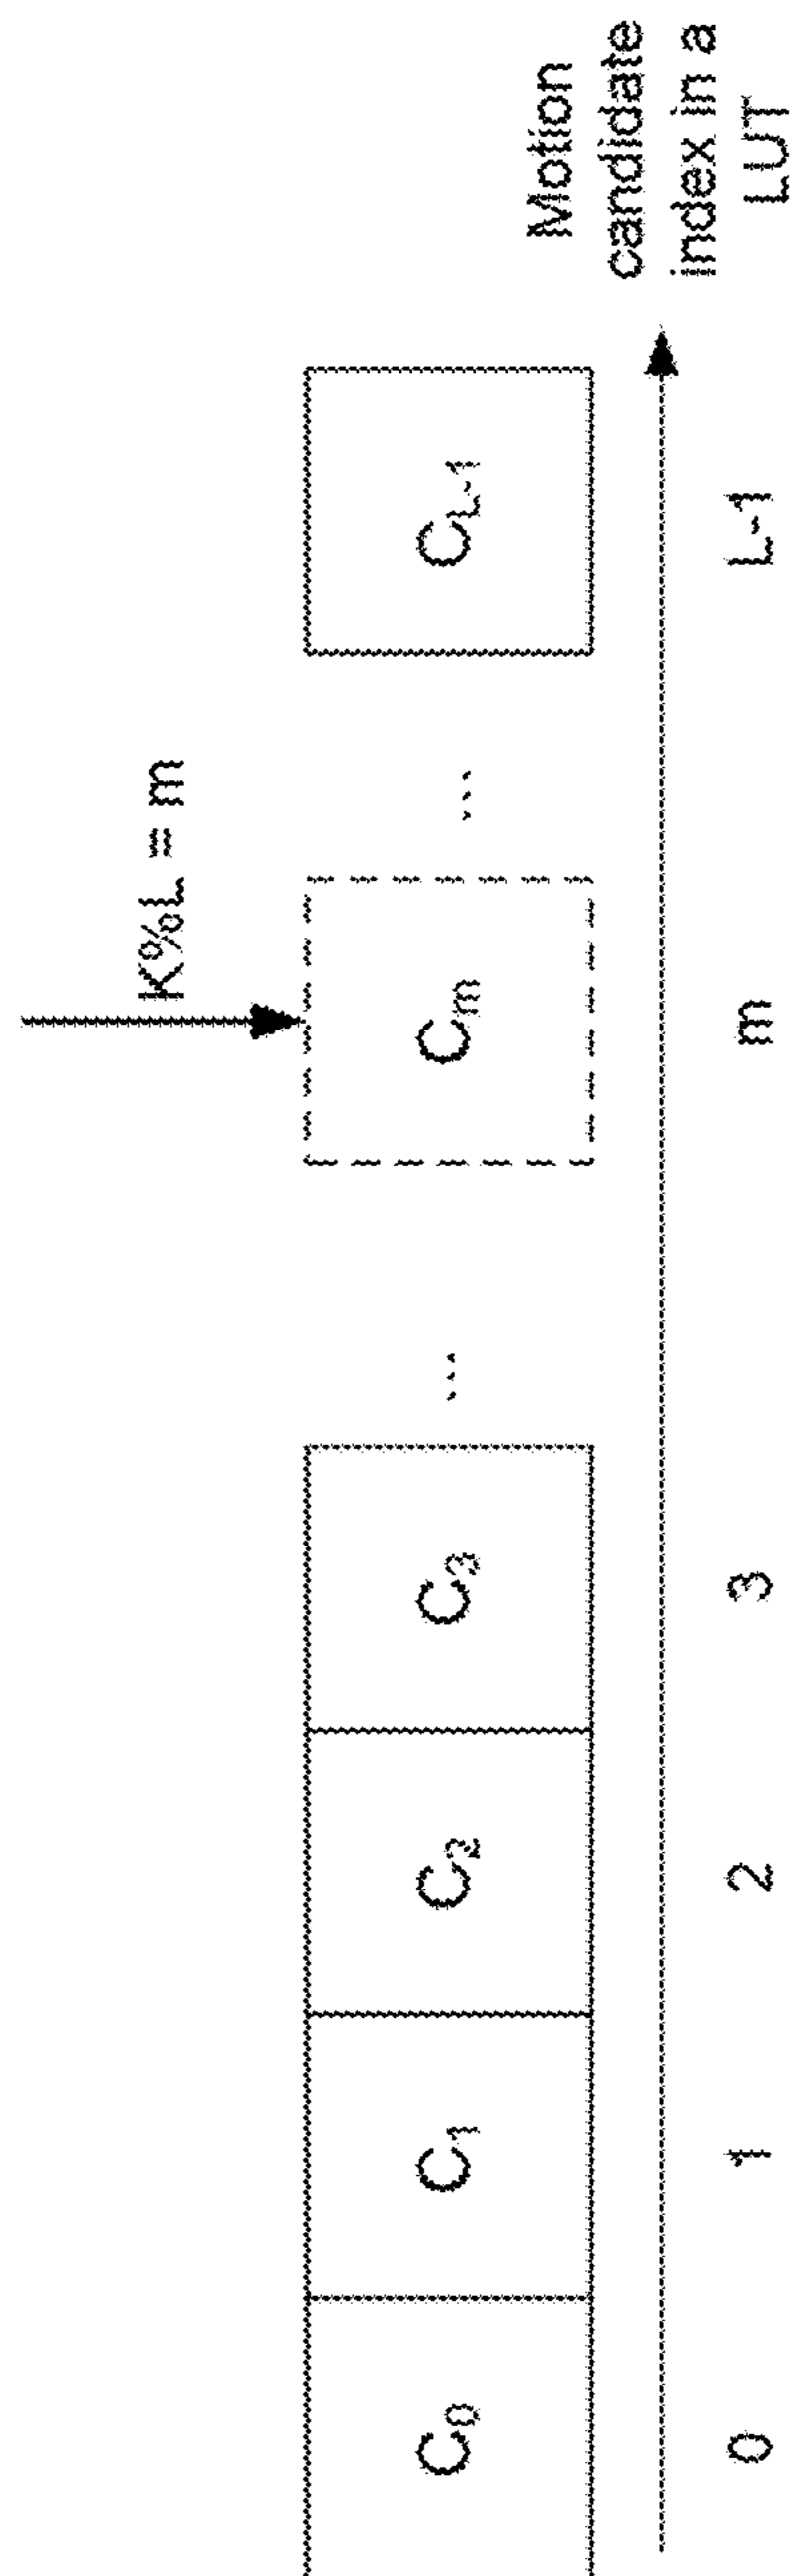 K%L = m
C0
C1
C2
C3
...
Cm
...
CL-1
0
1
2
3
m
L-1
Motion
candidate
index in a
LUT